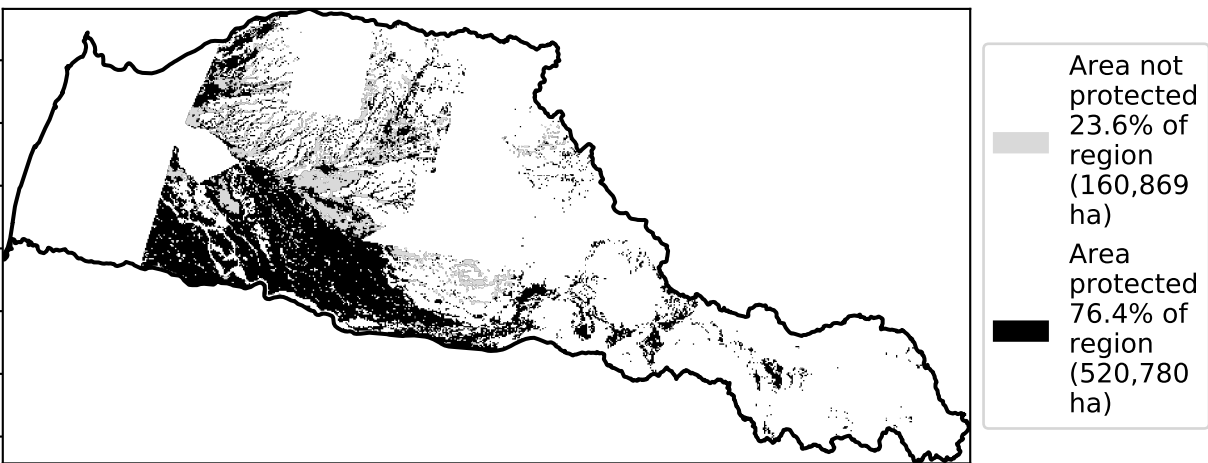 Area not
protected
23.6% of
region
(160,869
ha)
Area
protected
76.4% of
region
(520,780
ha)